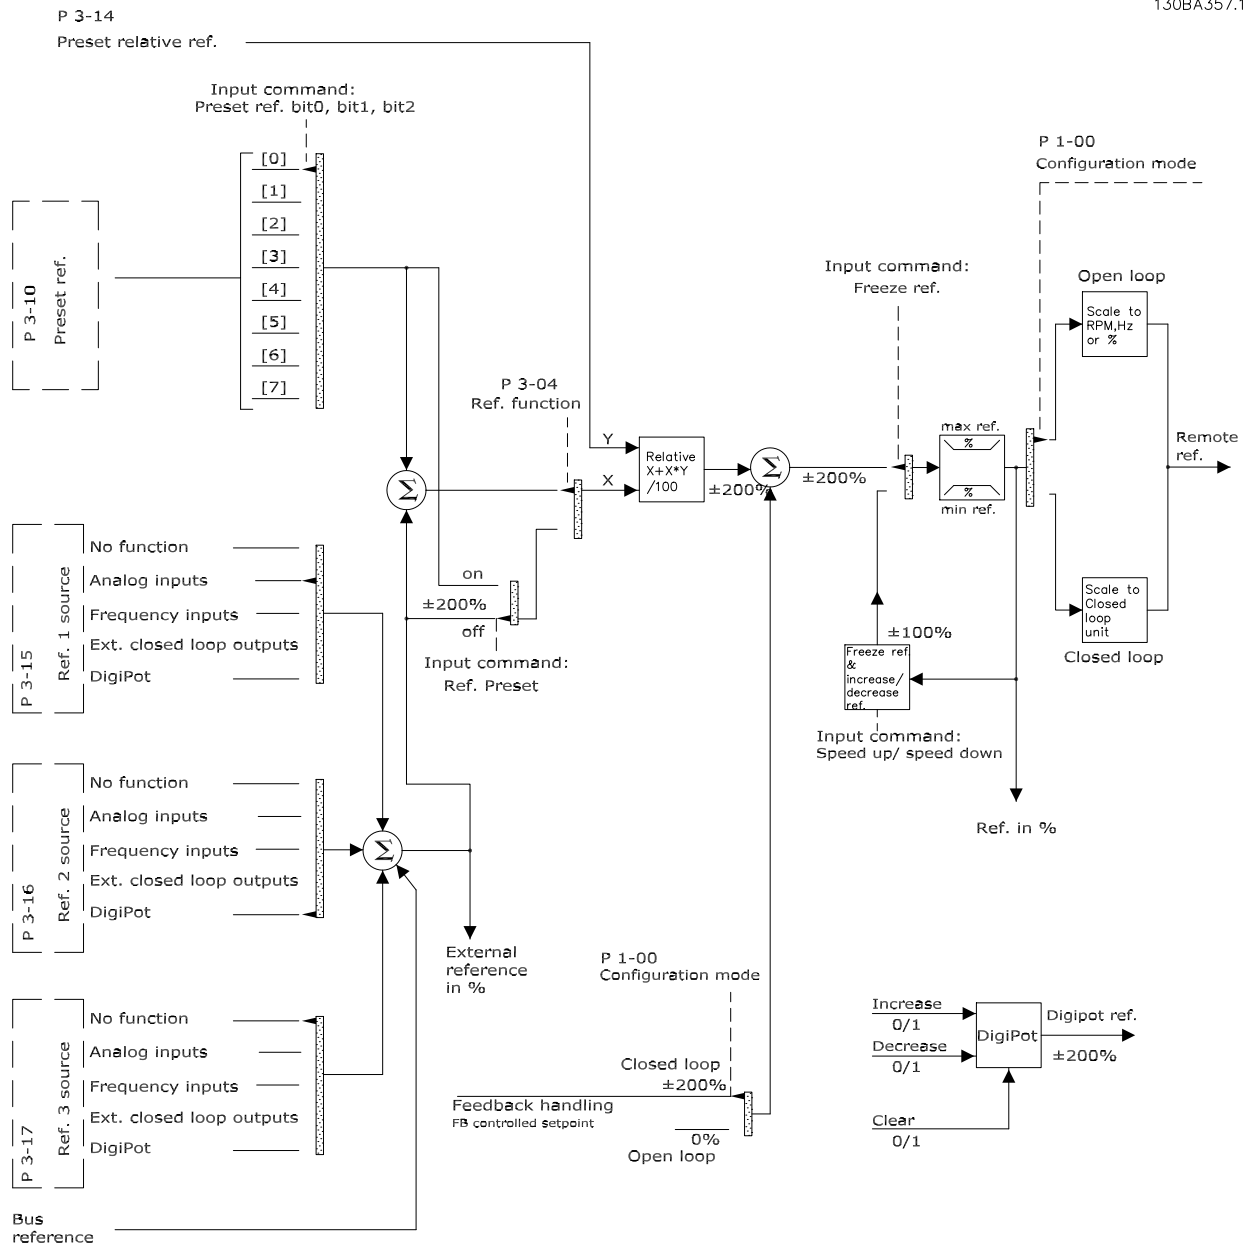 130BA357.1
P 3-14
Preset relative ref.
Input command:
Preset ref. bit0, bit1, bit2
[0]
[1]
[2]
[3]
[4]
[5]
[6]
[7]
P 3-10
Preset ref.
P 1-00
Configuration mode
Input command:
Freeze ref.
Open loop
Scale to
RPM,Hz
or %
P 3-04
Ref. function
Y
X
Relative
X+X*Y
/100
±200%
Σ
±200%
max ref.
%
%
min ref.
Remote
ref.
Σ
on
±200%
off
Input command:
Ref. Preset
±100%
Freeze ref.
&
increase/
decrease
ref.
Input command:
Speed up/ speed down
Scale to
Closed
loop
unit
Closed loop
Ref. in %
P 3-15
Ref. 1 source
No function
Analog inputs
Frequency inputs
Ext. closed loop outputs
DigiPot
P 3-16
Ref. 2 source
No function
Analog inputs
Frequency inputs
Ext. closed loop outputs
DigiPot
Σ
External
reference
in %
P 3-17
Ref. 3 source
No function
Analog inputs
Frequency inputs
Ext. closed loop outputs
DigiPot
Bus
reference
P 1-00
Configuration mode
Closed loop
±200%
Feedback handling
FB controlled setpoint
0%
Open loop
Increase
0/1
Decrease
0/1
Clear
0/1
DigiPot
Digipot ref.
±200%